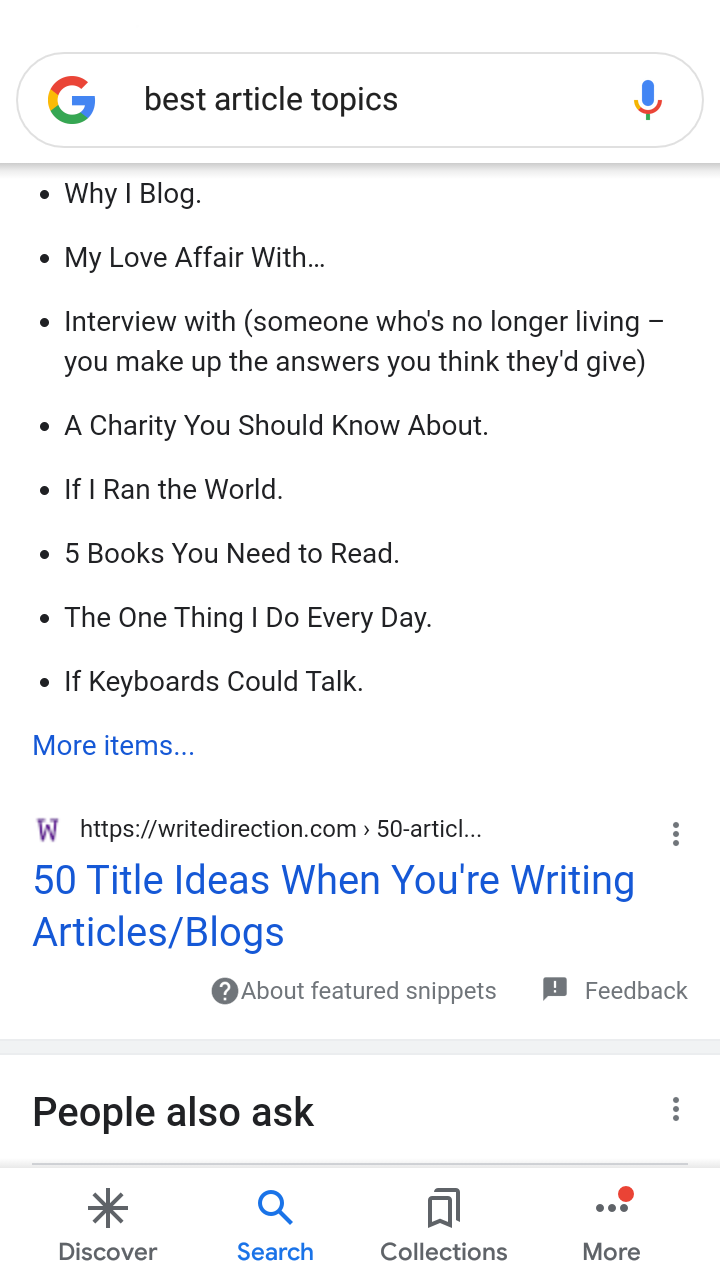 best article topics
Why I Blog.
My Love Affair With...
Interview with (someone who's no longer living –
you make up the answers you think they'd give)
A Charity You Should Know About.
If I Ran the World.
5 Books You Need to Read.
The One Thing I Do Every Day.
If Keyboards Could Talk.
More items...
https://writedirection.com › 50-articl...
50 Title Ideas When You're Writing
Articles/Blogs
About featured snippets Feedback
People also ask
Discover Search Collections More